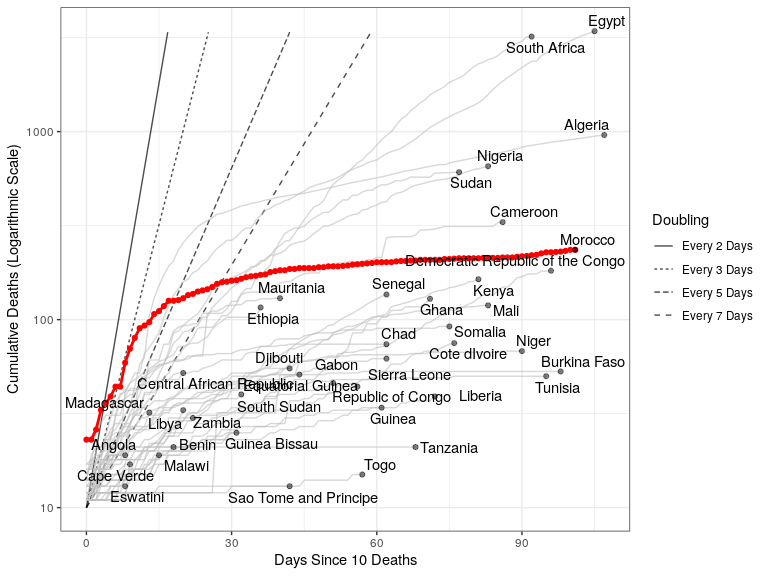 Egypt
South Africa
Algeria
Nigeria
Sudan
Cameroon
Morocco
Democratic Republic of the Congo
Mauritania
Senegal
Kenya
Ethiopia
Ghana
Mali
Somalia
Chad
Niger
Cote dIvoire
Djibouti
Gabon
Burkina Faso
Sierra Leone
Central African Republic
Equatorial Guinea
Tunisia
Republic of Congo
Liberia
Madagascar
South Sudan
Libya
Zambia
Guinea
Angola
Benin
Guinea Bissau
Tanzania
Malawi
Togo
Cape Verde
Eswatini
Sao Tome and Principe
1000
100
10
0
30
60
90
Days Since 10 Deaths
Cumulative Deaths (Logarithmic Scale)
Doubling
Every 2 Days
Every 3 Days
Every 5 Days
Every 7 Days